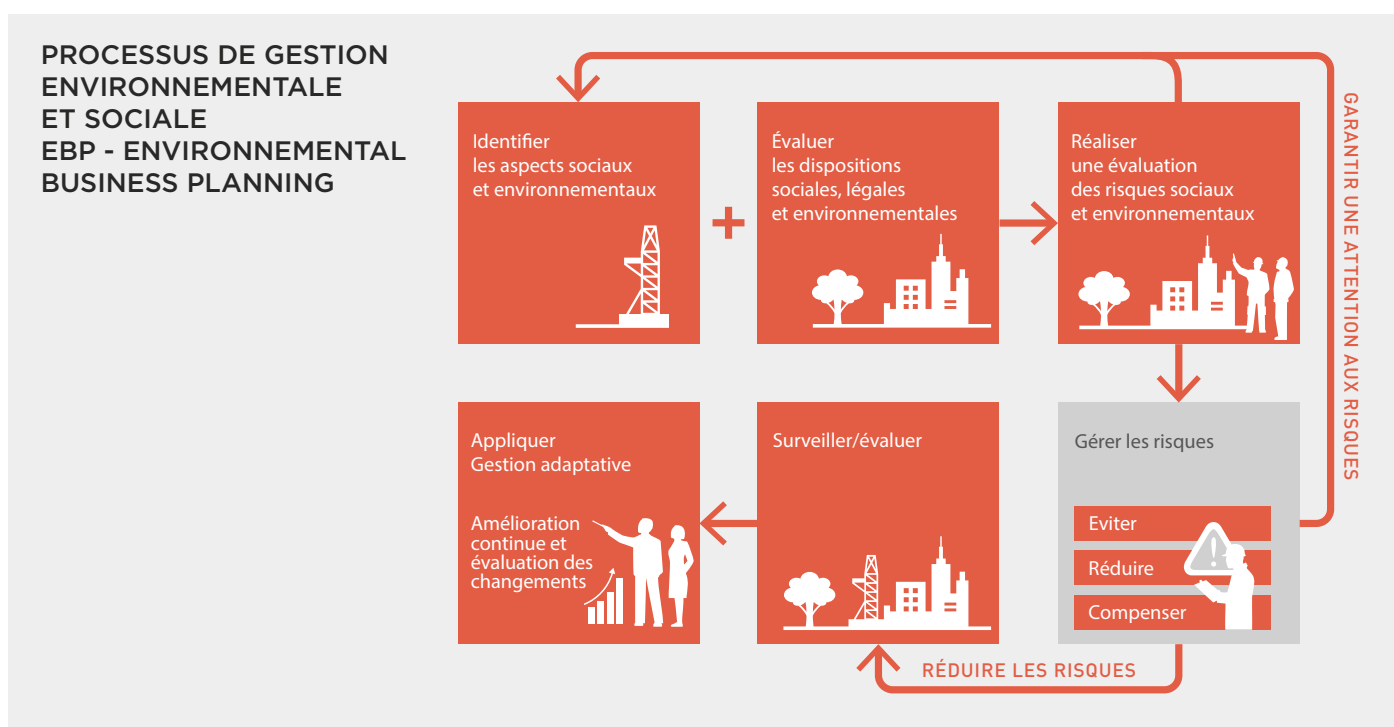 PROCESSUS DE GESTION
ENVIRONNEMENTALE
ET SOCIALE
EBP - ENVIRONNEMENTAL
BUSINESS PLANNING
Identifier
les aspects sociaux
et environnementaux
+
Évaluer
les dispositions
sociales, légales
et environnementales
Réaliser
une évaluation
des risques sociaux
et environnementaux
GARANTIR UNE ATTENTION AUX RISQUES
Gérer les risques
Eviter
Réduire
Compenser
!
RÉDUIRE LES RISQUES
Surveiller/évaluer
Appliquer
Gestion adaptative
Amélioration
continue et
évaluation des
changements